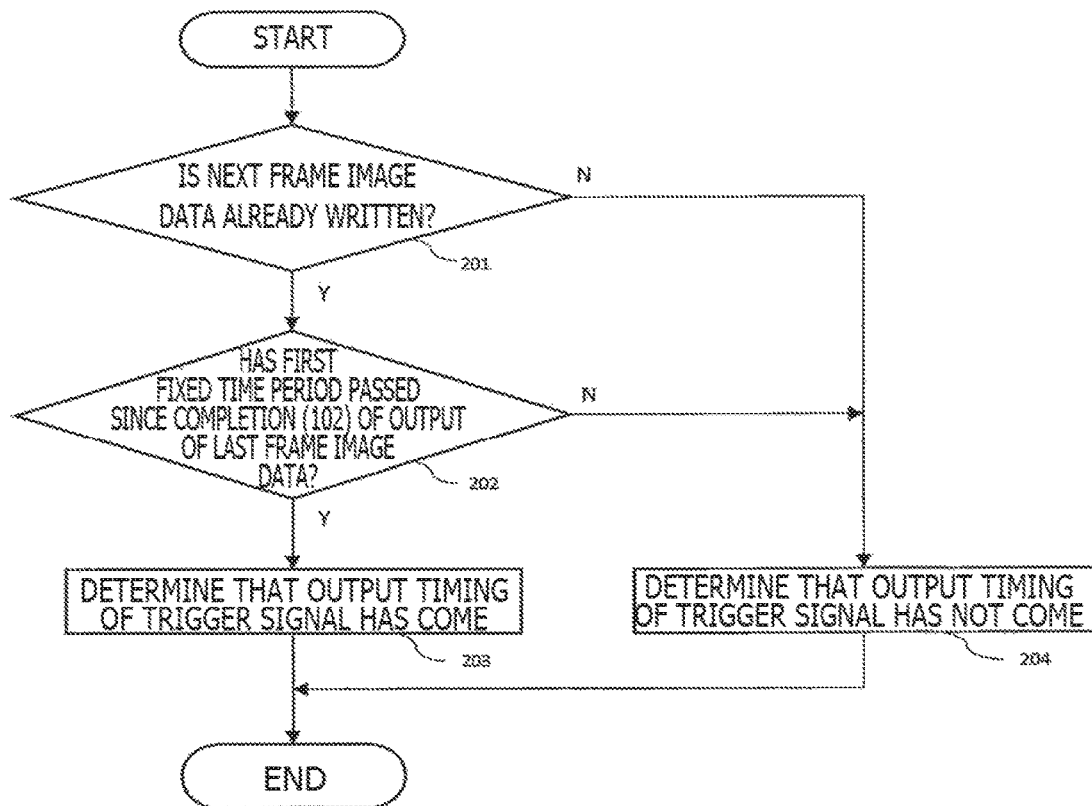 START
IS NEXT FRAME IMAGE
DATA ALREADY WRITTEN?
N
201
Y
HAS FIRST
FIXED TIME PERIOD PASSED
SINCE COMPLETION (102) OF OUTPUT
OF LAST FRAME IMAGE
DATA?
N
202
Y
DETERMINE THAT OUTPUT TIMING
OF TRIGGER SIGNAL HAS COME
203
DETERMINE THAT OUTPUT TIMING
OF TRIGGER SIGNAL HAS NOT COME
204
END